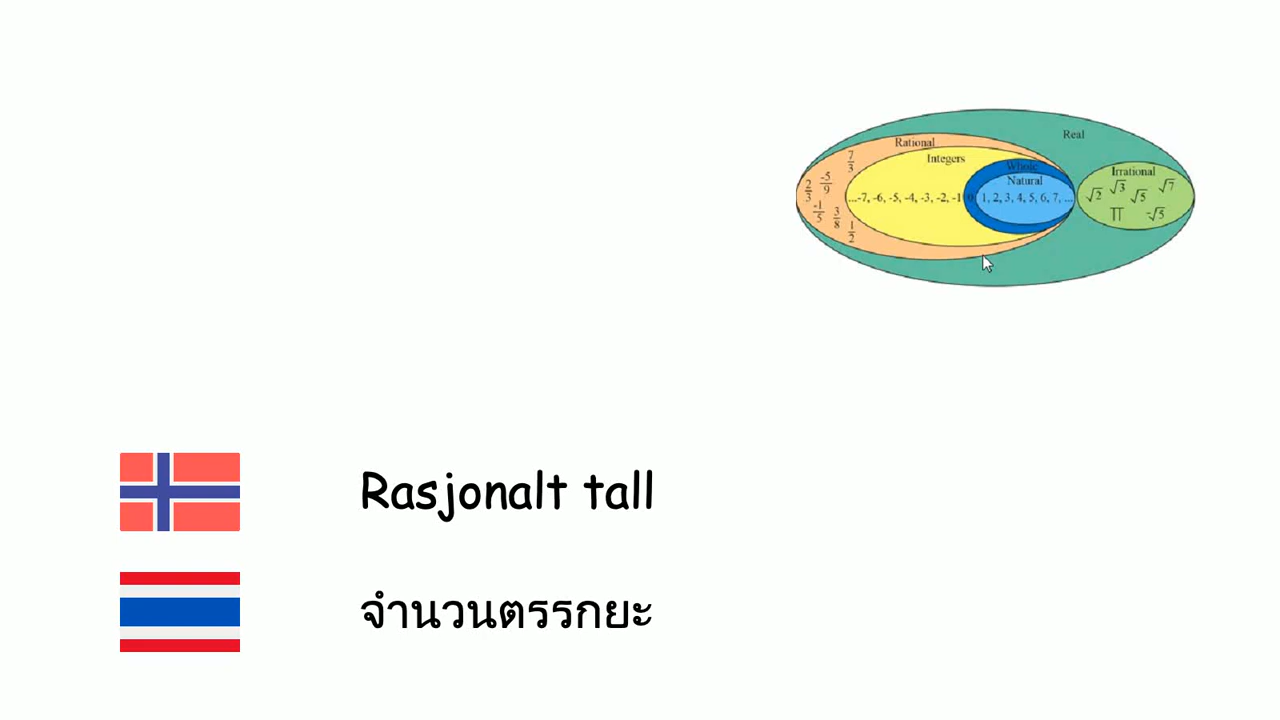 Real
Rational
7/3
Integers
Whole
Irrational
Natural
2/3
-5/9
√2 √3 √5 √7
...-7, -6, -5, -4, -3, -2, -1
0
1, 2, 3, 4, 5, 6, 7, ...
-1/5
3/8
1/2
∏
-√5
Rasjonalt tall
จำนวนตรรกยะ